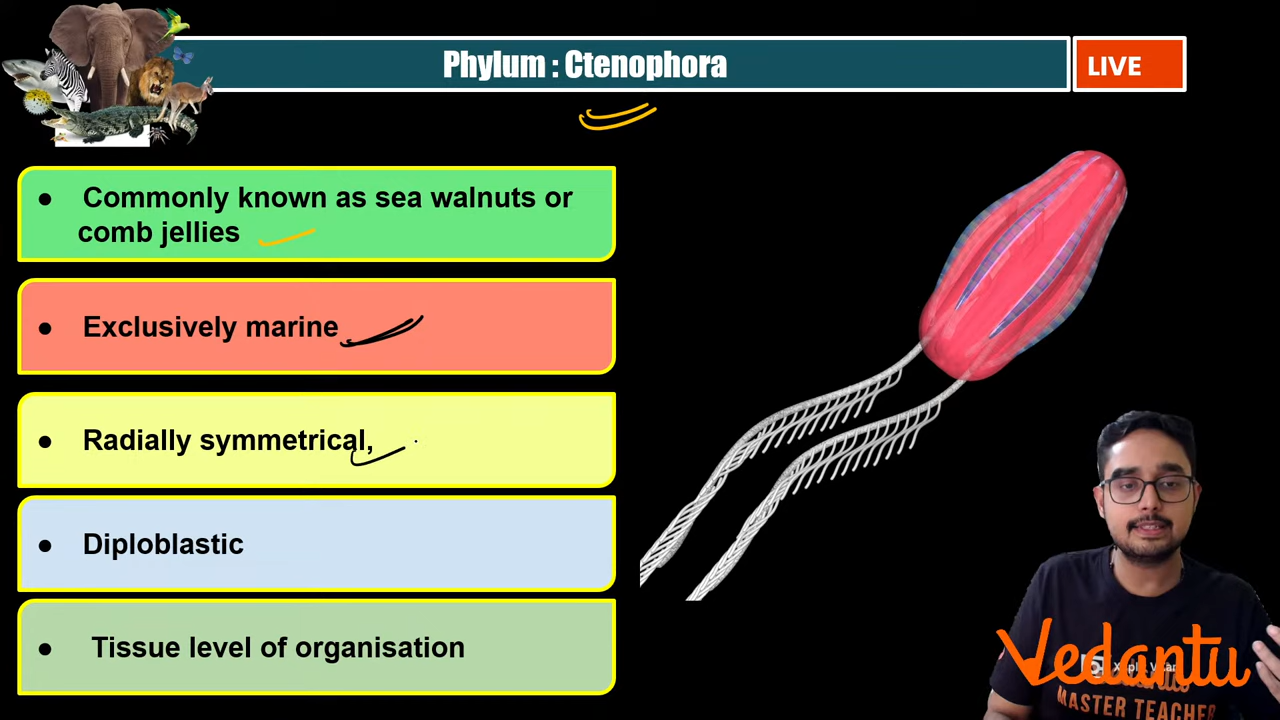 Phylum : Ctenophora
LIVE
● Commonly known as sea walnuts or
comb jellies
● Exclusively marine
● Radially symmetrical,
● Diploblastic
● Tissue level of organisation
Vedantu
MASTER TEACHER